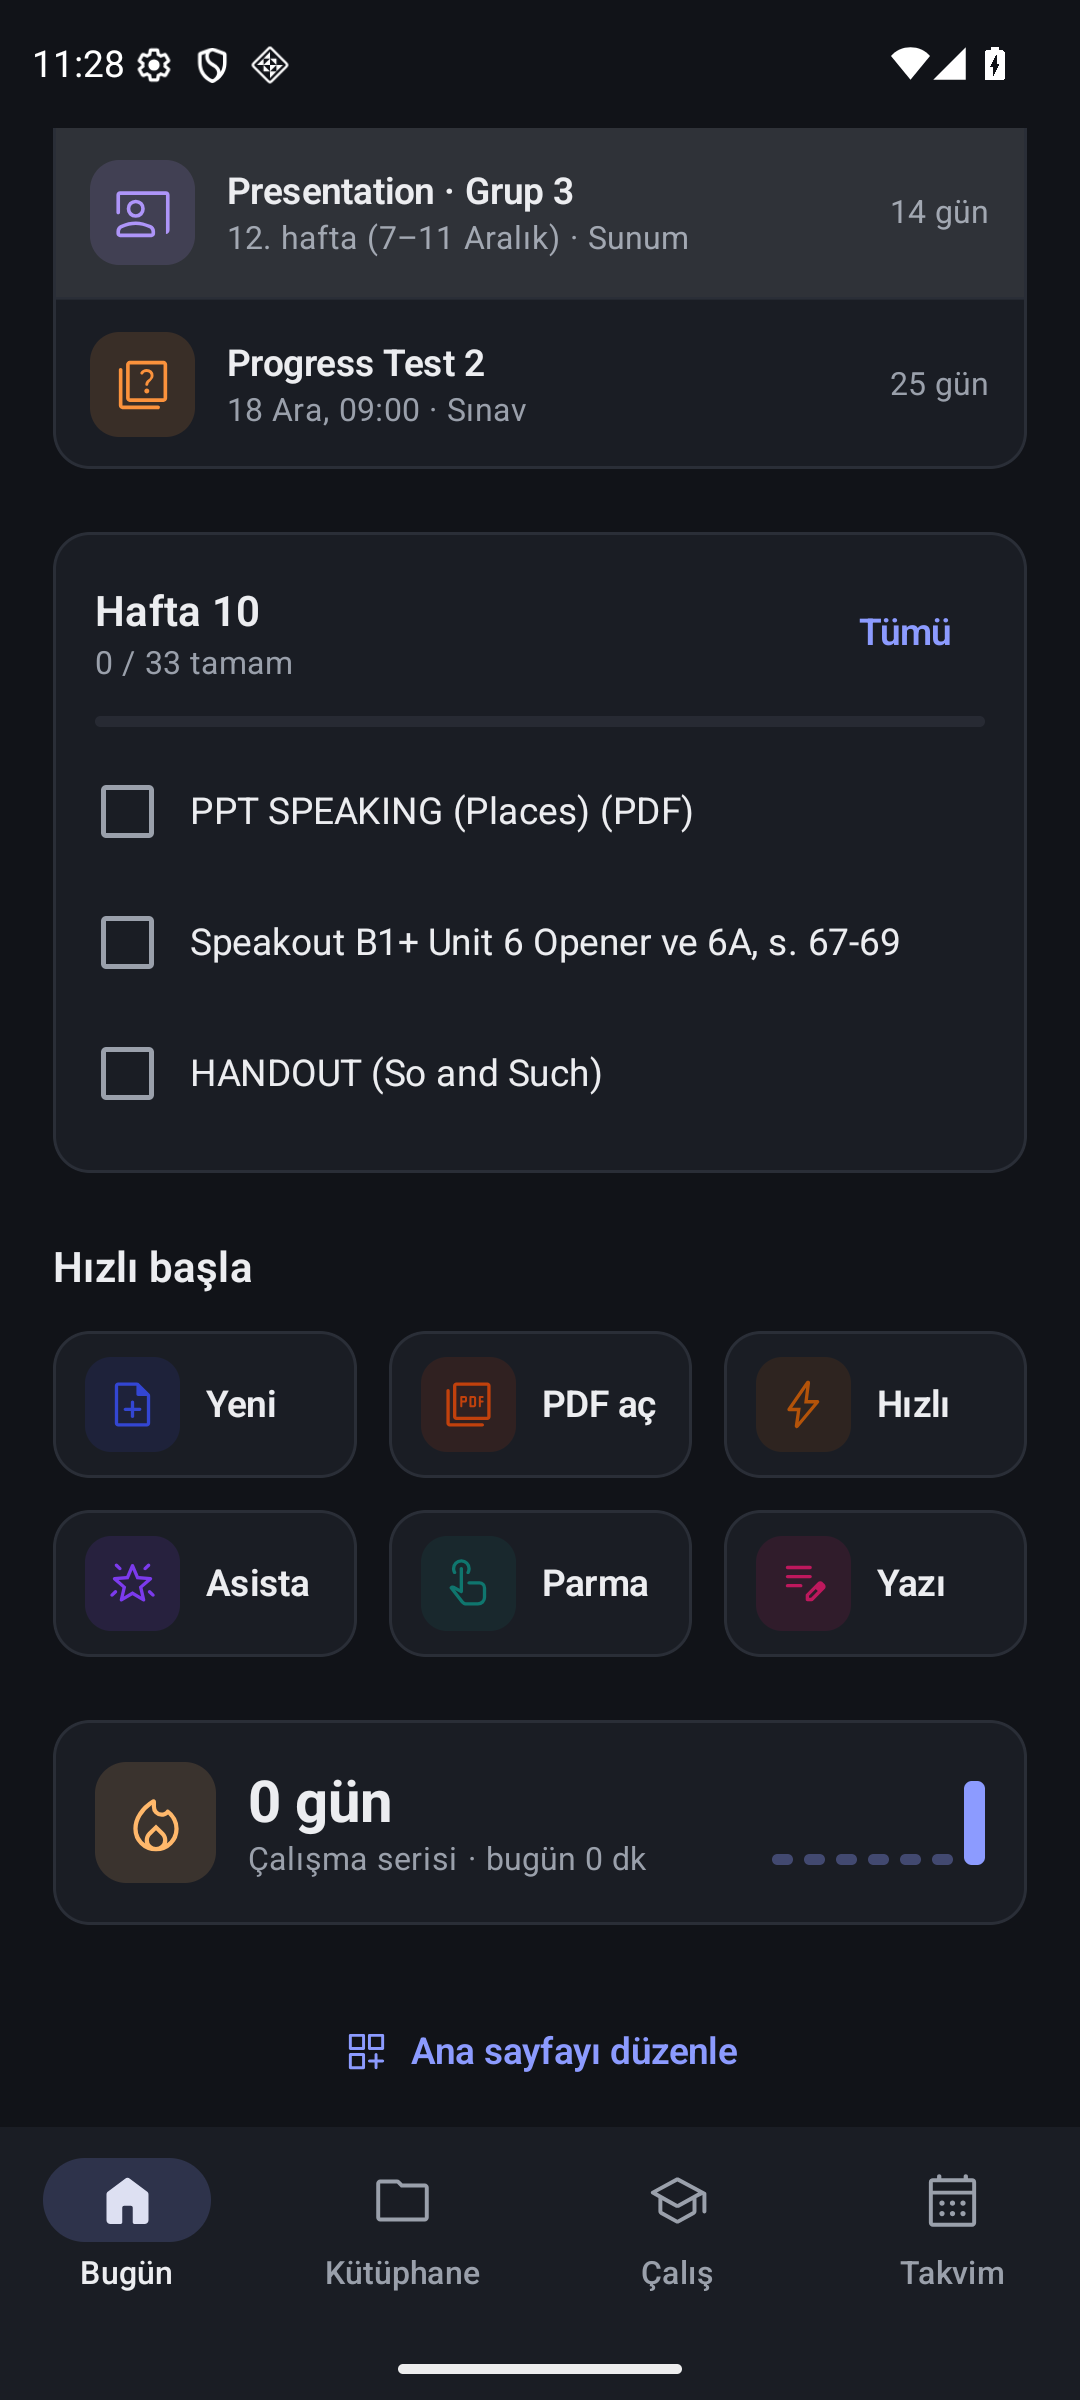 11:28
Presentation · Grup 3
12. hafta (7–11 Aralık) · Sunum
14 gün
Progress Test 2
18 Ara, 09:00 · Sınav
25 gün
Hafta 10
0 / 33 tamam
Tümü
PPT SPEAKING (Places) (PDF)
Speakout B1+ Unit 6 Opener ve 6A, s. 67-69
HANDOUT (So and Such)
Hızlı başla
Yeni
PDF
PDF aç
Hızlı
Asista
Parma
Yazı
0 gün
Çalışma serisi · bugün 0 dk
Ana sayfayı düzenle
Bugün
Kütüphane
Çalış
Takvim